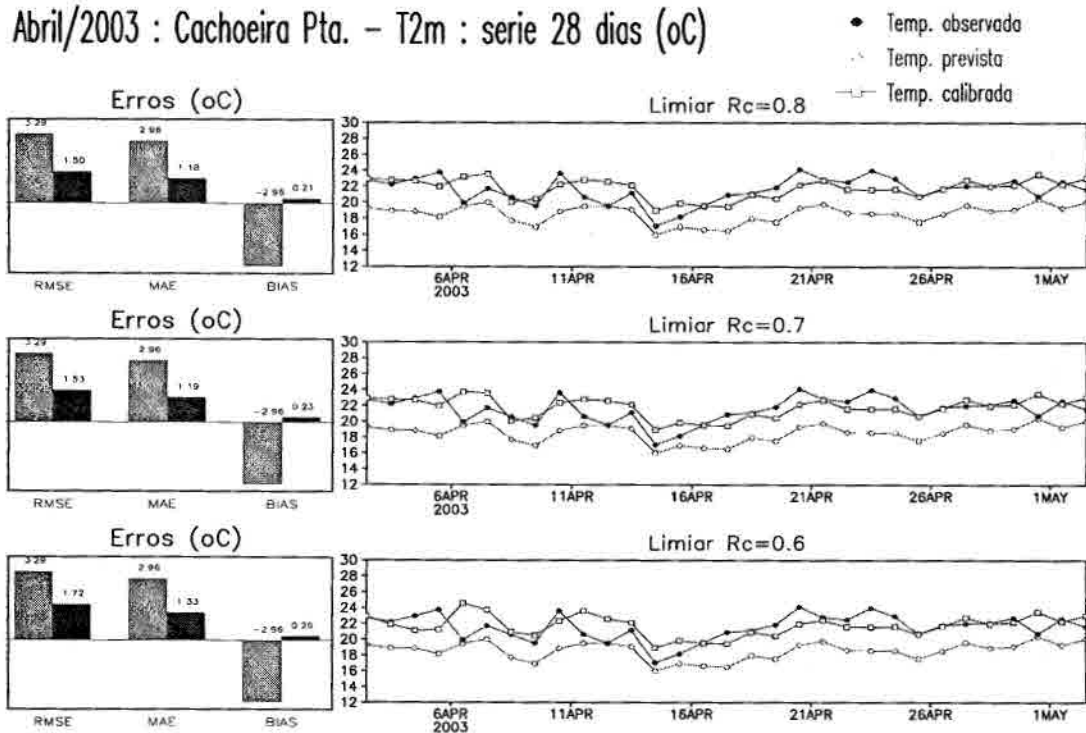 Abril/2003 : Cachoeira Pta. – T2m : serie 28 dias (oC)
Temp. observada
Temp. prevista
Temp. calibrada
Erros (oC)
3.29
1.50
2.96
1.18
-2.96
0.21
RMSE
MAE
BIAS
Limiar Rc=0.8
30
28
26
24
22
20
18
16
14
12
6APR
2003
11APR
16APR
21APR
26APR
1MAY
Erros (oC)
3.29
1.53
2.96
1.19
-2.96
0.23
RMSE
MAE
BIAS
Limiar Rc=0.7
30
28
26
24
22
20
18
16
14
12
6APR
2003
11APR
16APR
21APR
26APR
1MAY
Erros (oC)
3.29
1.72
2.96
1.33
-2.96
RMSE
MAE
BIAS
Limiar Rc=0.6
30
28
26
24
22
20
18
16
14
12
6APR
2003
11APR
16APR
21APR
26APR
1MAY